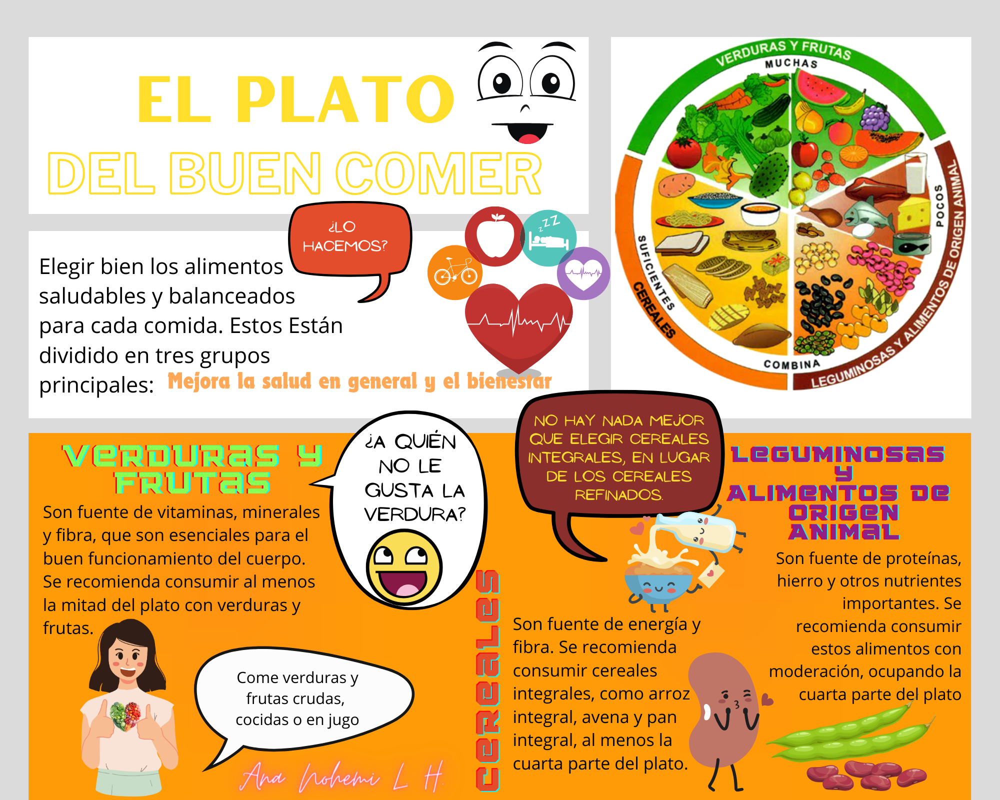 EL PLATO
DEL BUEN COMER
VERDURAS Y FRUTAS
MUCHAS
POCOS
LEGUMINOSAS Y ALIMENTOS DE ORIGEN ANIMAL
SUFICIENTES
CEREALES
COMBINA
¿LO
HACEMOS?
zZZ
Elegir bien los alimentos
saludables y balanceados
para cada comida. Estos Están
dividido en tres grupos
principales:
Mejora la salud en general y el bienestar
VERDURAS Y
FRUTAS
Son fuente de vitaminas, minerales
y fibra, que son esenciales para el
buen funcionamiento del cuerpo.
Se recomienda consumir al menos
la mitad del plato con verduras y
frutas.
¿A QUIÉN
NO LE
GUSTA LA
VERDURA?
Come verduras y
frutas crudas,
cocidas o en jugo
Ana Nohemi L. H.
NO HAY NADA MEJOR
QUE ELEGIR CEREALES
INTEGRALES, EN LUGAR
DE LOS CEREALES
REFINADOS.
CEREALES
Son fuente de energía y
fibra. Se recomienda
consumir cereales
integrales, como arroz
integral, avena y pan
integral, al menos la
cuarta parte del plato.
LEGUMINOSAS
Y
ALIMENTOS DE
ORIGEN
ANIMAL
Son fuente de proteínas,
hierro y otros nutrientes
importantes. Se
recomienda consumir
estos alimentos con
moderación, ocupando la
cuarta parte del plato